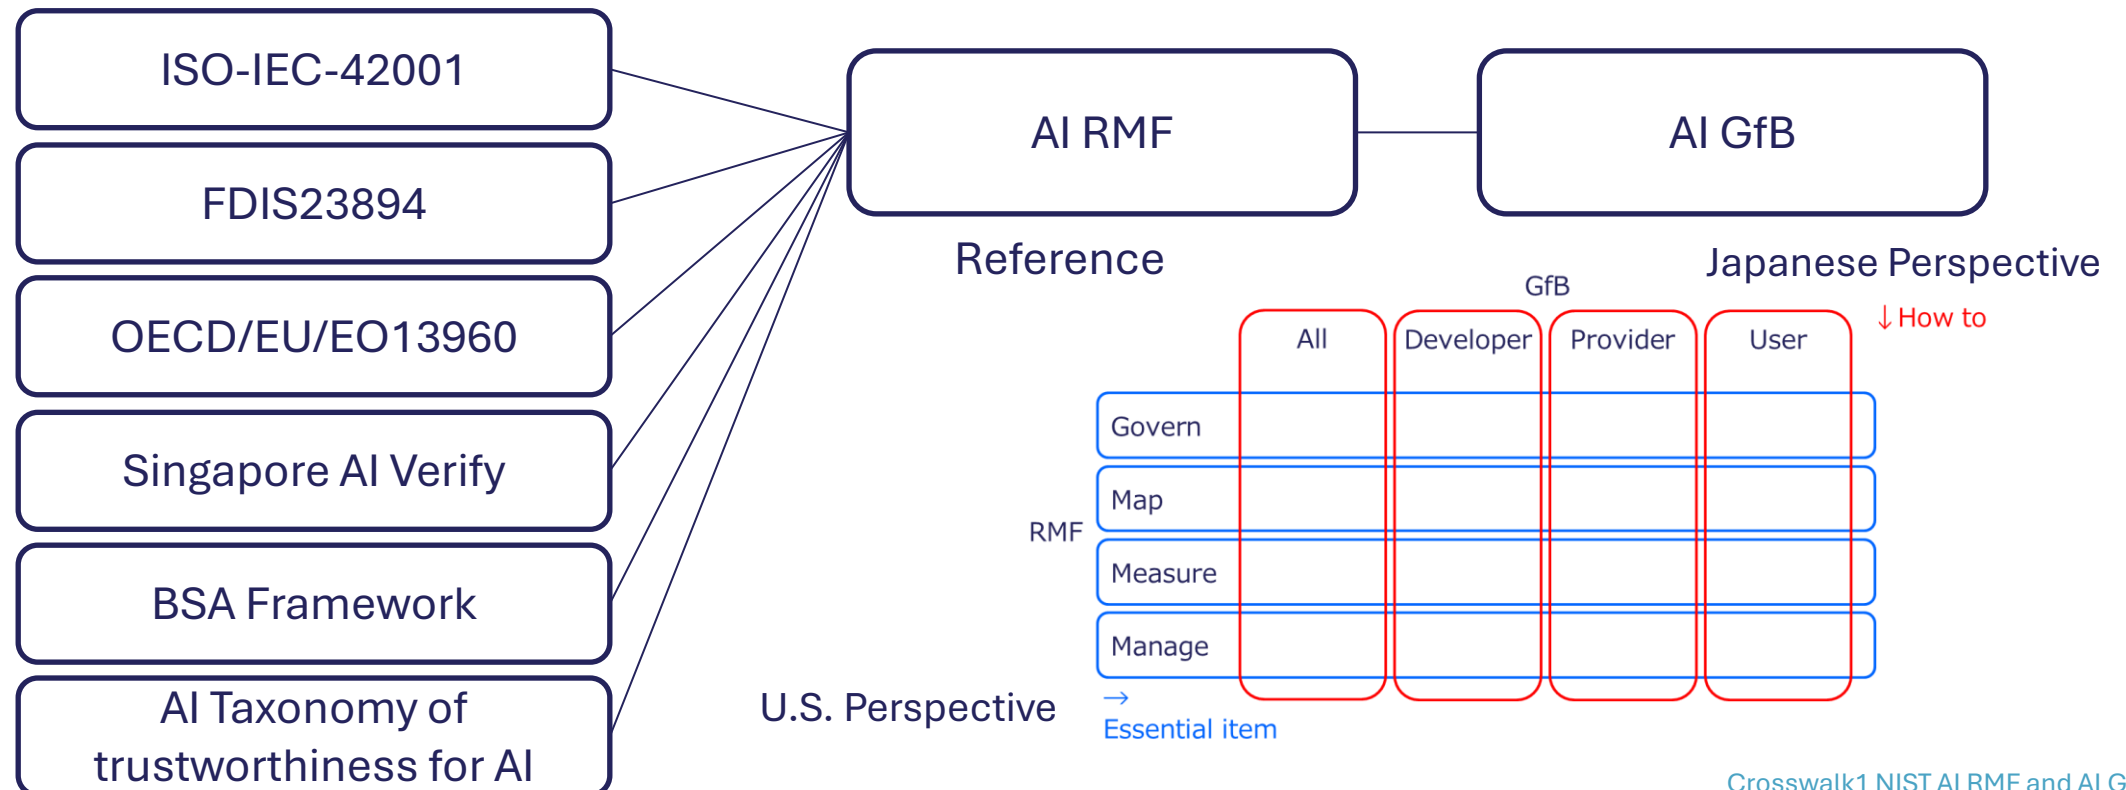 ISO-IEC-42001
FDIS23894
OECD/EU/EO13960
Singapore AI Verify
BSA Framework
AI Taxonomy of
trustworthiness for AI
AI RMF
AI GfB
Reference
Japanese Perspective
GfB
↓How to
All
Developer
Provider
User
Govern
Map
RMF
Measure
Manage
U.S. Perspective
→
Essential item
Crosswalk1 NIST AI RMF and AI G